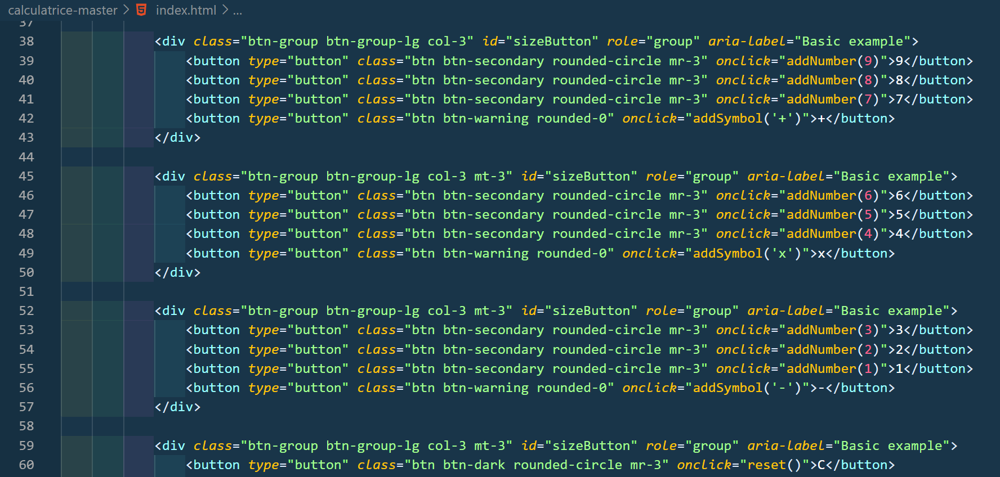 calculatrice-master > index.html > ...
37
38 <div class="btn-group btn-group-lg col-3" id="sizeButton" role="group" aria-label="Basic example">
39 <button type="button" class="btn btn-secondary rounded-circle mr-3" onclick="addNumber(9)">9</button>
40 <button type="button" class="btn btn-secondary rounded-circle mr-3" onclick="addNumber(8)">8</button>
41 <button type="button" class="btn btn-secondary rounded-circle mr-3" onclick="addNumber(7)">7</button>
42 <button type="button" class="btn btn-warning rounded-0" onclick="addSymbol('+')">+</button>
43 </div>
44
45 <div class="btn-group btn-group-lg col-3 mt-3" id="sizeButton" role="group" aria-label="Basic example">
46 <button type="button" class="btn btn-secondary rounded-circle mr-3" onclick="addNumber(6)">6</button>
47 <button type="button" class="btn btn-secondary rounded-circle mr-3" onclick="addNumber(5)">5</button>
48 <button type="button" class="btn btn-secondary rounded-circle mr-3" onclick="addNumber(4)">4</button>
49 <button type="button" class="btn btn-warning rounded-0" onclick="addSymbol('x')">x</button>
50 </div>
51
52 <div class="btn-group btn-group-lg col-3 mt-3" id="sizeButton" role="group" aria-label="Basic example">
53 <button type="button" class="btn btn-secondary rounded-circle mr-3" onclick="addNumber(3)">3</button>
54 <button type="button" class="btn btn-secondary rounded-circle mr-3" onclick="addNumber(2)">2</button>
55 <button type="button" class="btn btn-secondary rounded-circle mr-3" onclick="addNumber(1)">1</button>
56 <button type="button" class="btn btn-warning rounded-0" onclick="addSymbol('-')">-</button>
57 </div>
58
59 <div class="btn-group btn-group-lg col-3 mt-3" id="sizeButton" role="group" aria-label="Basic example">
60 <button type="button" class="btn btn-dark rounded-circle mr-3" onclick="reset()">C</button>